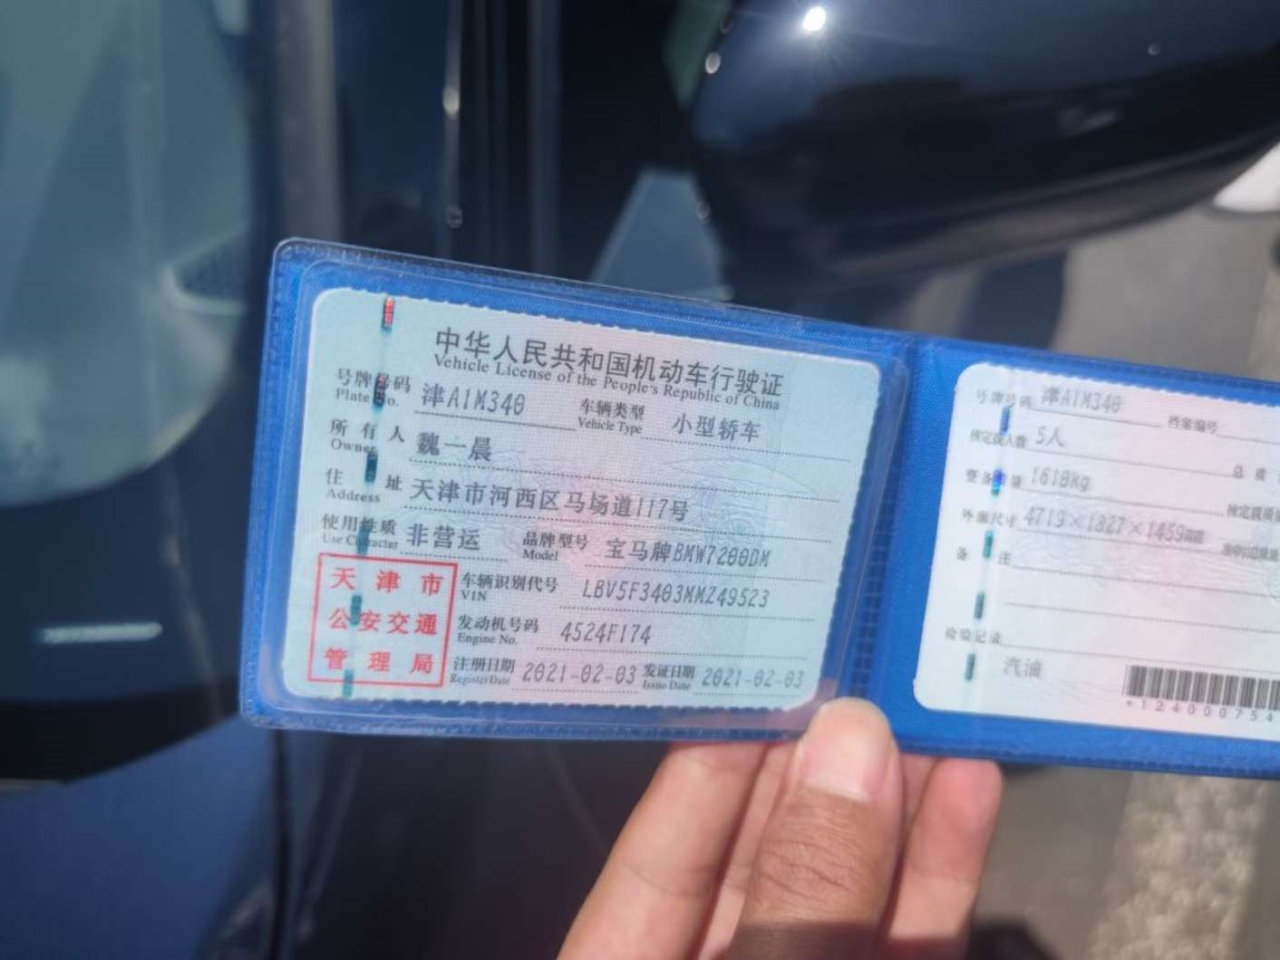 中华人民共和国机动车行驶证
Vehicle License of the People's Republic of China
号牌号码 津A1M340 车辆类型 小型轿车
Plate No. Vehicle Type
所有人 魏一晨
Owner
住址 天津市河西区马场道117号
Address
使用性质 非营运 品牌型号 宝马牌BMW7200DM
Use Character Model
天津市
公安交通
管理局
车辆识别代号 LBV5F3403MMZ49523
VIN
发动机号码 4524F174
Engine No.
注册日期 2021-02-03 发证日期 2021-02-03
Register Date Issue Date
号牌号码 津A1M340 档案编号
核定载人数 5人 总质
整备质量 1610kg 核定载质量
外廓尺寸 4719×1827×1459mm
备注
检验记录
汽油
*124000754